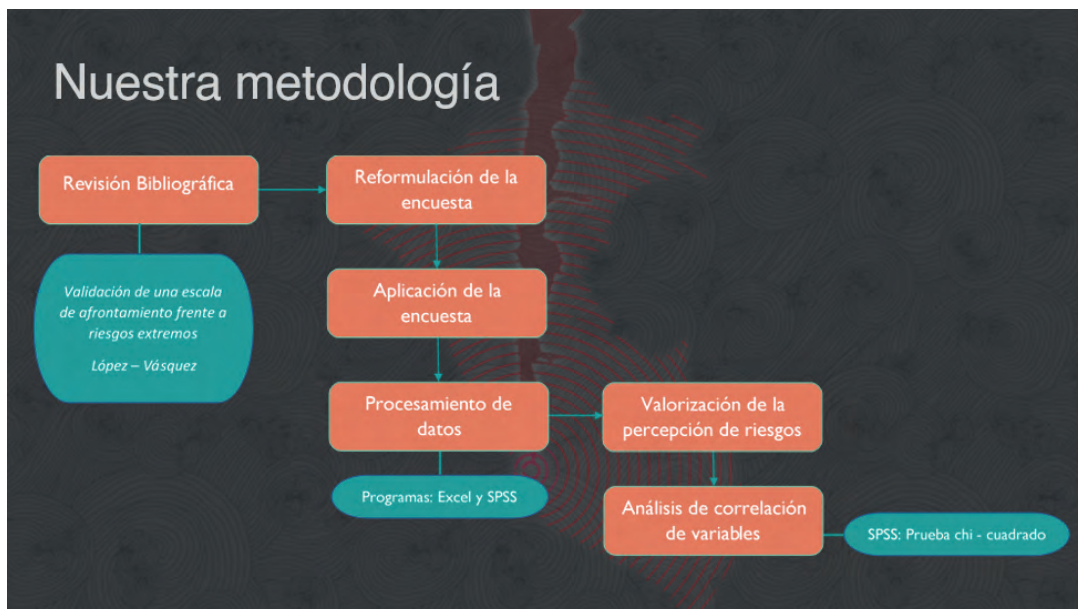 Nuestra metodología
Revisión Bibliográfica
Validación de una escala
de afrontamiento frente a
riesgos extremos
López – Vásquez
Reformulación de la
encuesta
Aplicación de la
encuesta
Procesamiento de
datos
Programas: Excel y SPSS
Valorización de la
percepción de riesgos
Análisis de correlación
de variables
SPSS: Prueba chi - cuadrado